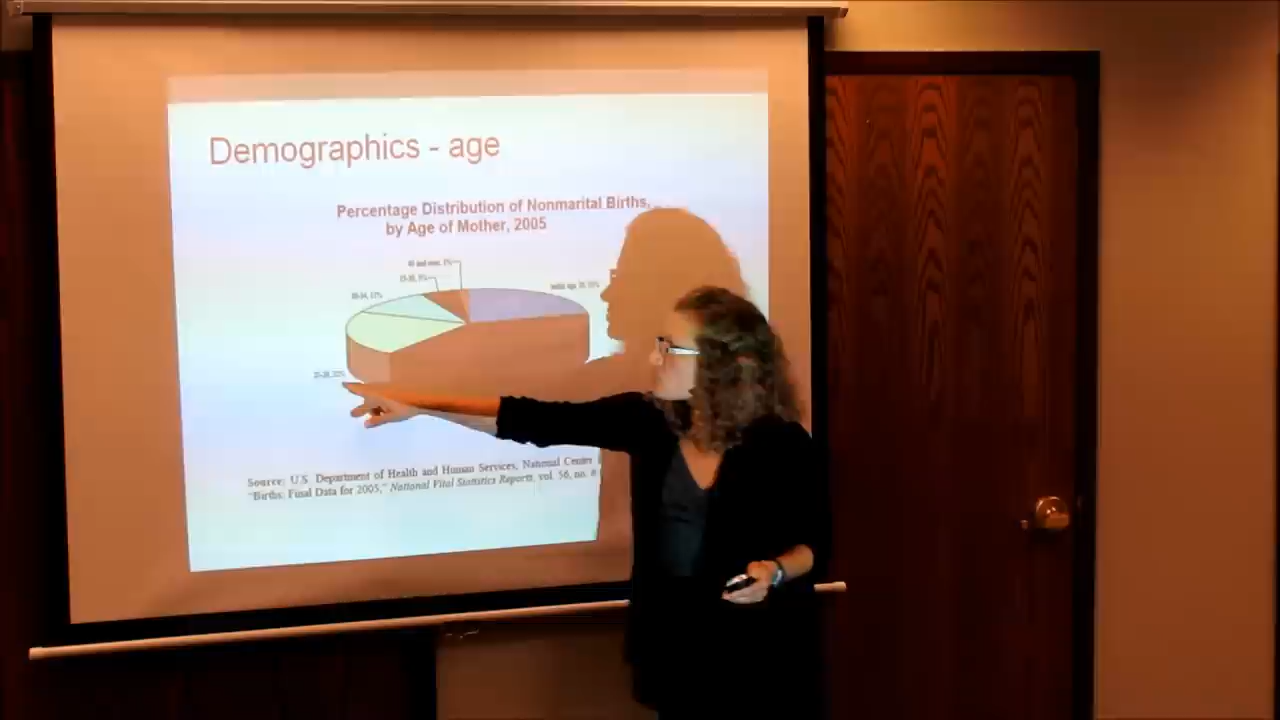 Demographics - age
Percentage Distribution of Nonmarital Births,
by Age of Mother, 2005
Source: U.S. Department of Health and Human Services, National Center
"Births: Final Data for 2005," National Vital Statistics Reports, vol. 56, no.